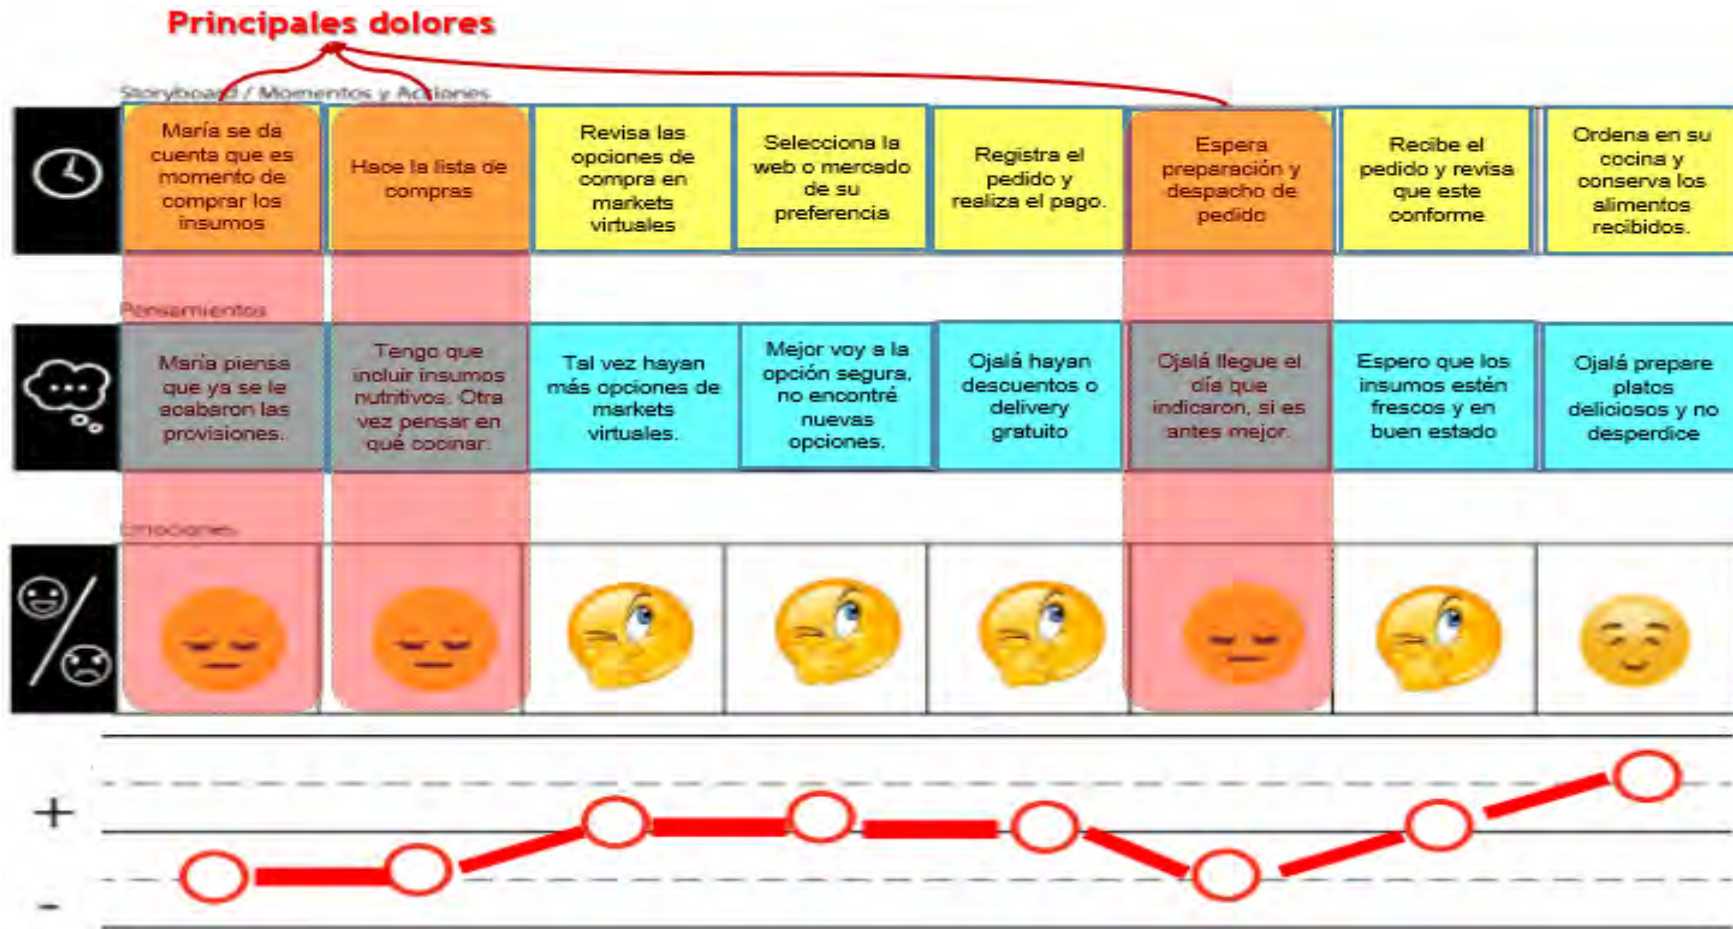 Principales dolores
Storyboard / Momentos y Acciones
María se da
cuenta que es
momento de
comprar los
insumos
Hace la lista de
compras
Revisa las
opciones de
compra en
markets
virtuales
Selecciona la
web o mercado
de su
preferencia
Registra el
pedido y
realiza el pago.
Espera
preparación y
despacho de
pedido
Recibe el
pedido y revisa
que este
conforme
Ordena en su
cocina y
conserva los
alimentos
recibidos.
Pensamientos
María piensa
que ya se le
acabaron las
provisiones.
Tengo que
incluir insumos
nutritivos. Otra
vez pensar en
qué cocinar.
Tal vez hayan
más opciones de
markets
virtuales.
Mejor voy a la
opción segura,
no encontré
nuevas
opciones.
Ojalá hayan
descuentos o
delivery
gratuito
Ojalá llegue el
día que
indicaron, si es
antes mejor.
Espero que los
insumos estén
frescos y en
buen estado
Ojalá prepare
platos
deliciosos y no
desperdice
Emociones
+
-